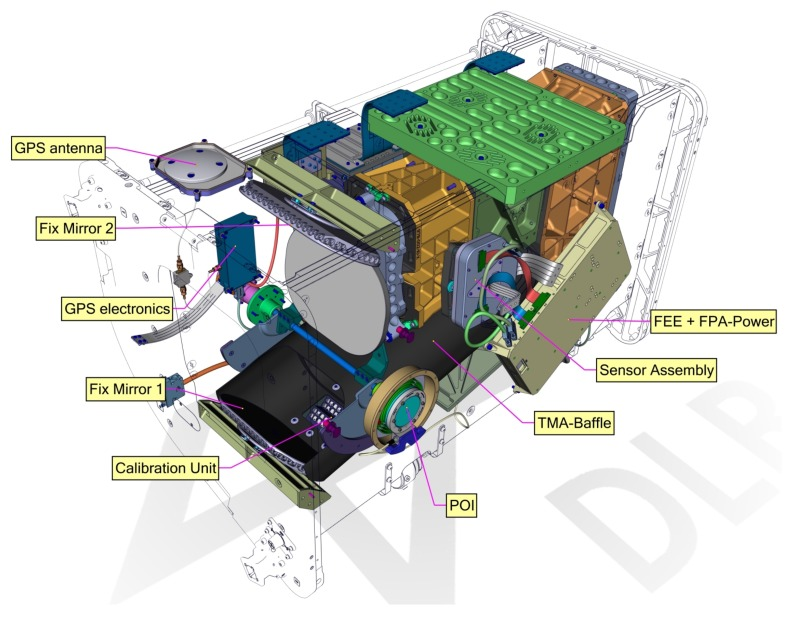 GPS antenna
Fix Mirror 2
GPS electronics
FEE + FPA-Power
Sensor Assembly
Fix Mirror 1
TMA-Baffle
Calibration Unit
POI
DLR